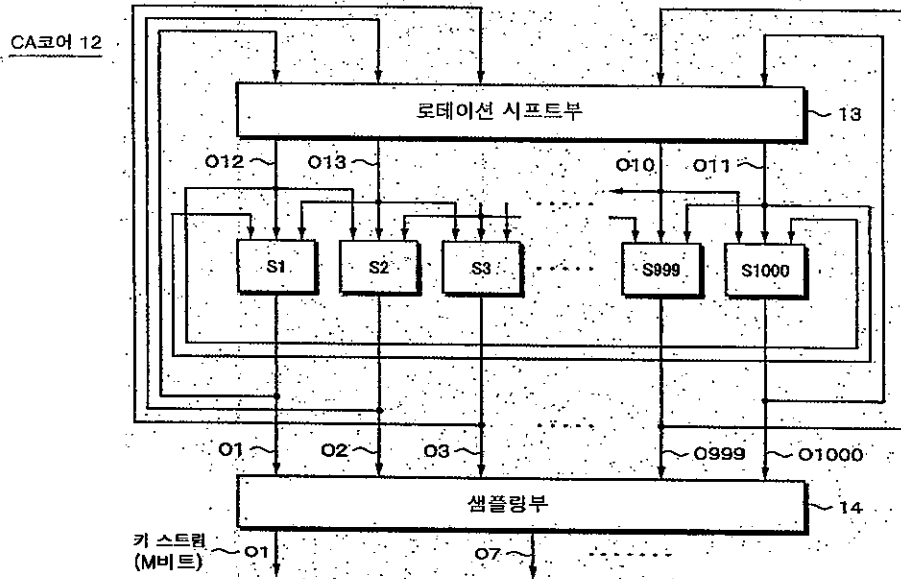 CA코어 12
로테이션 시프트부
13
O12
O13
O10
O11
S1
S2
S3
S999
S1000
O1
O2
O3
O999
O1000
샘플링부
14
키 스트림
(M비트)
O1
O7